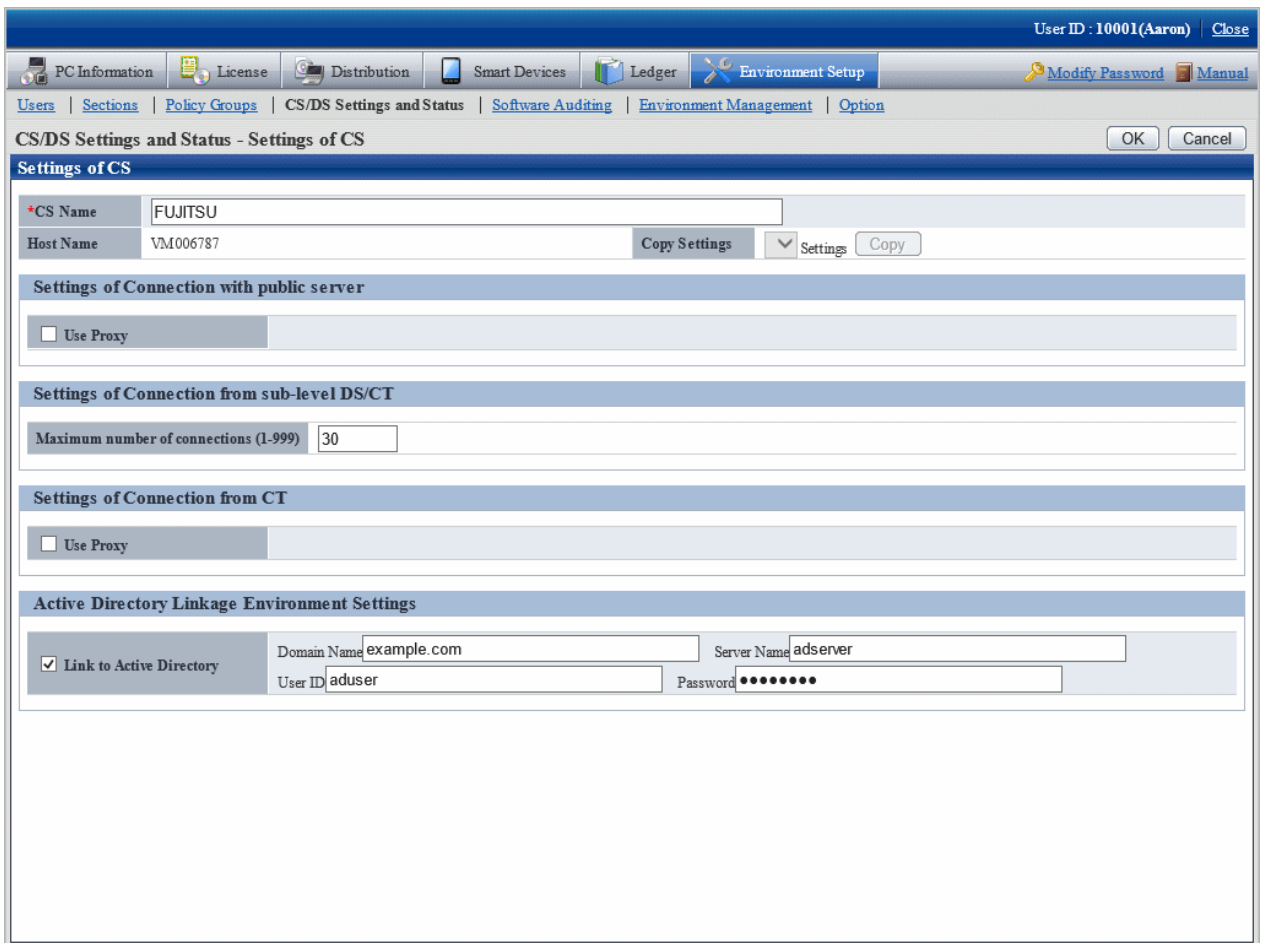 User ID : 10001(Aaron) | Close
PC Information License Distribution Smart Devices Ledger Environment Setup Modify Password Manual
Users | Sections | Policy Groups | CS/DS Settings and Status | Software Auditing | Environment Management | Option
CS/DS Settings and Status - Settings of CS OK Cancel
Settings of CS
*CS Name FUJITSU
Host Name VM006787 Copy Settings Settings Copy
Settings of Connection with public server
Use Proxy
Settings of Connection from sub-level DS/CT
Maximum number of connections (1-999) 30
Settings of Connection from CT
Use Proxy
Active Directory Linkage Environment Settings
Link to Active Directory
Domain Name example.com Server Name adserver
User ID aduser Password ●●●●●●●●